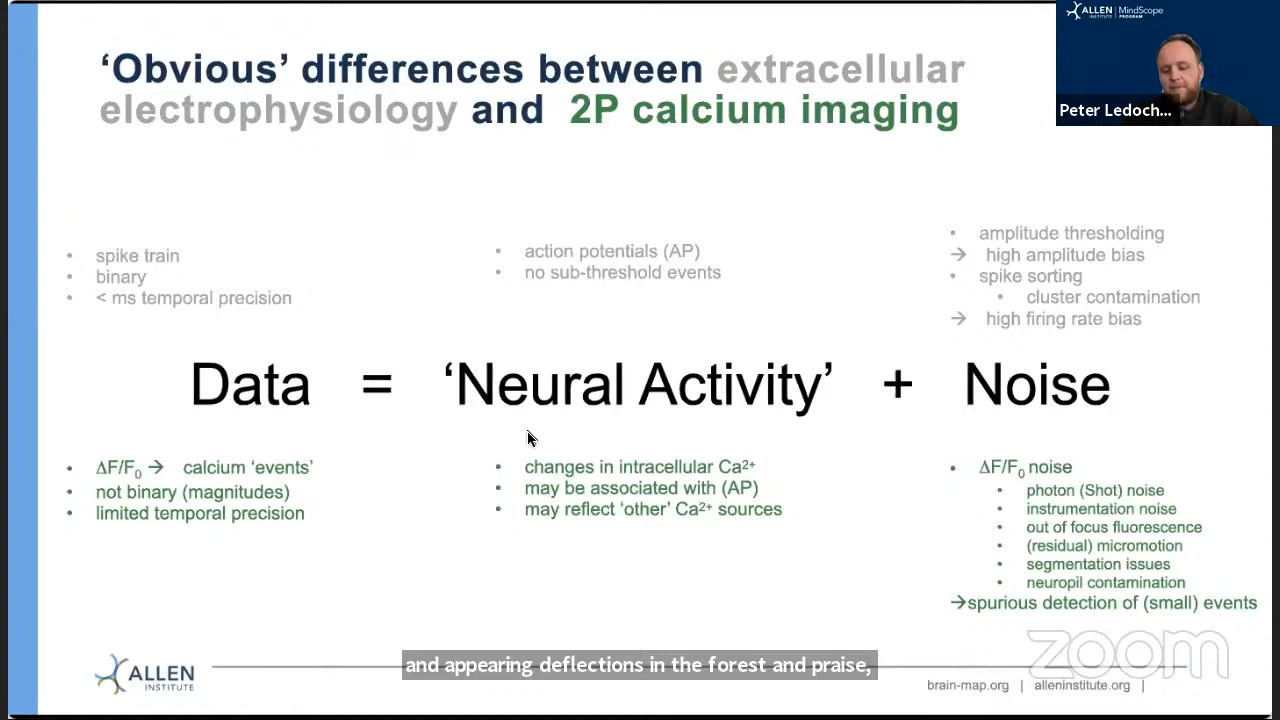 ‘Obvious’ differences between extracellular
electrophysiology and 2P calcium imaging
ALLEN INSTITUTE | MindScope PROGRAM
Peter Ledoch...
• spike train
• binary
• < ms temporal precision
• action potentials (AP)
• no sub-threshold events
• amplitude thresholding
→ high amplitude bias
• spike sorting
• cluster contamination
→ high firing rate bias
Data = ‘Neural Activity’ + Noise
• ΔF/F₀ → calcium ‘events’
• not binary (magnitudes)
• limited temporal precision
• changes in intracellular Ca²⁺
• may be associated with (AP)
• may reflect ‘other’ Ca²⁺ sources
• ΔF/F₀ noise
• photon (Shot) noise
• instrumentation noise
• out of focus fluorescence
• (residual) micromotion
• segmentation issues
• neuropil contamination
→spurious detection of (small) events
zoom
and appearing deflections in the forest and praise,
ALLEN
INSTITUTE
brain-map.org | alleninstitute.org |